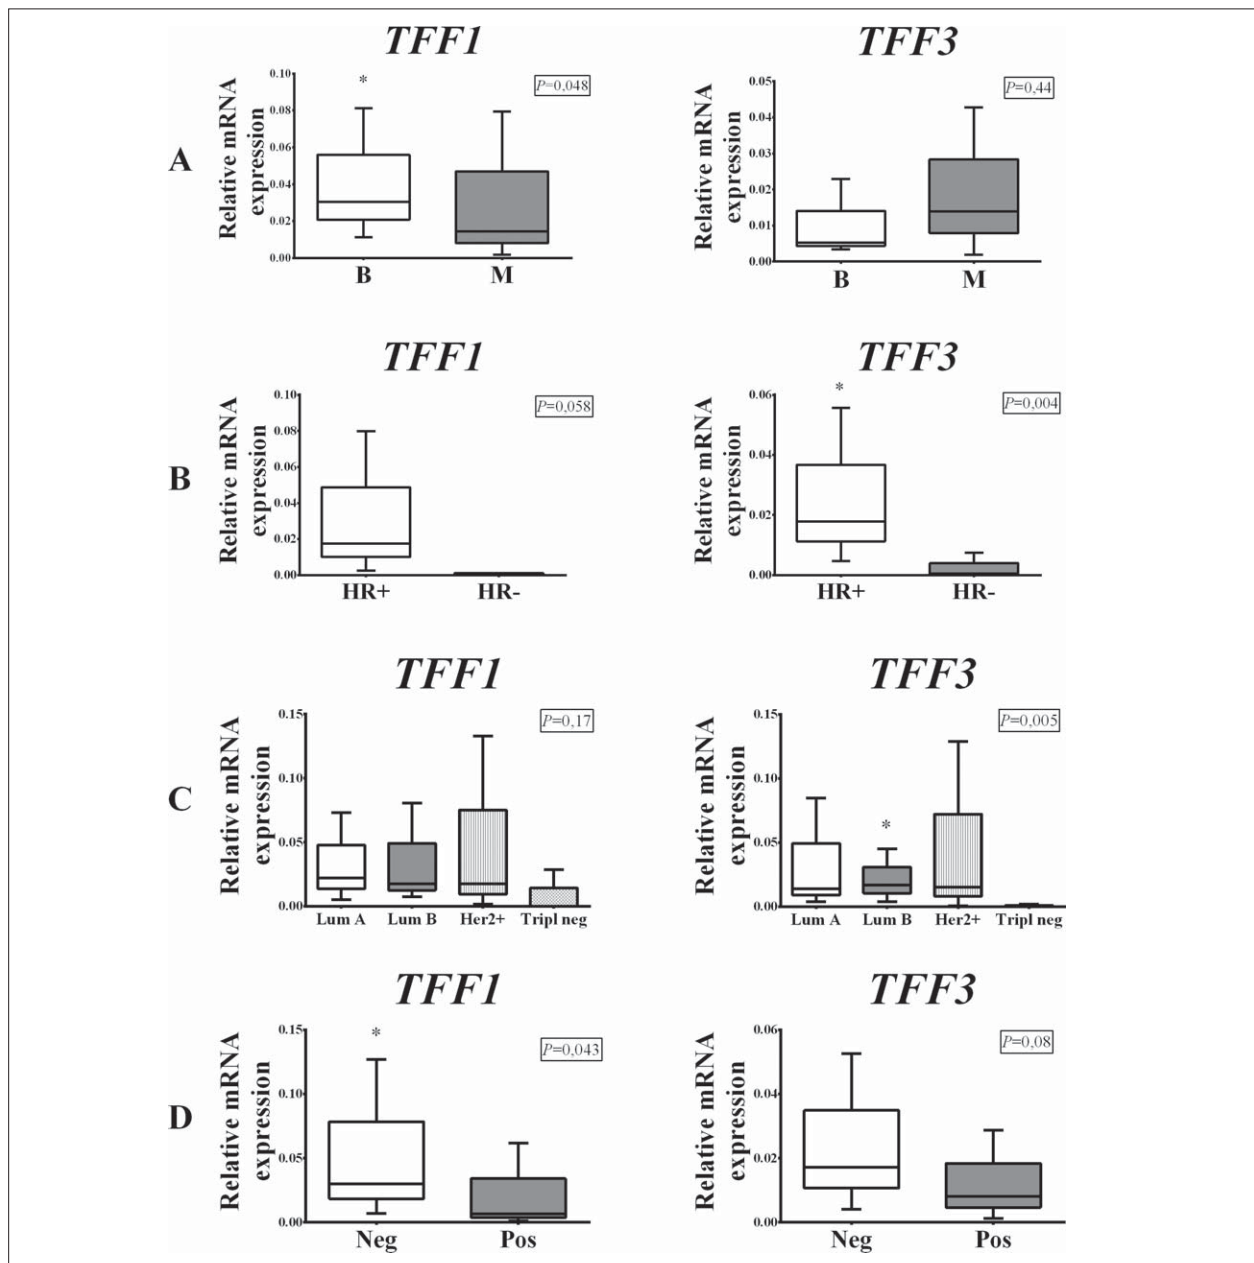 TFF1
TFF3
A
Relative mRNA
expression
0.10
0.08
0.06
0.04
0.02
0.00
*
P=0,048
B
M
Relative mRNA
expression
0.05
0.04
0.03
0.02
0.01
0.00
P=0,44
B
M
TFF1
TFF3
B
Relative mRNA
expression
0.10
0.08
0.06
0.04
0.02
0.00
P=0,058
HR+
HR-
Relative mRNA
expression
0.06
0.04
0.02
0.00
*
P=0,004
HR+
HR-
TFF1
TFF3
C
Relative mRNA
expression
0.15
0.10
0.05
0.00
P=0,17
Lum A
Lum B
Her2+
Tripl neg
Relative mRNA
expression
0.15
0.10
0.05
0.00
*
P=0,005
Lum A
Lum B
Her2+
Tripl neg
TFF1
TFF3
D
Relative mRNA
expression
0.15
0.10
0.05
0.00
*
P=0,043
Neg
Pos
Relative mRNA
expression
0.06
0.04
0.02
0.00
P=0,08
Neg
Pos